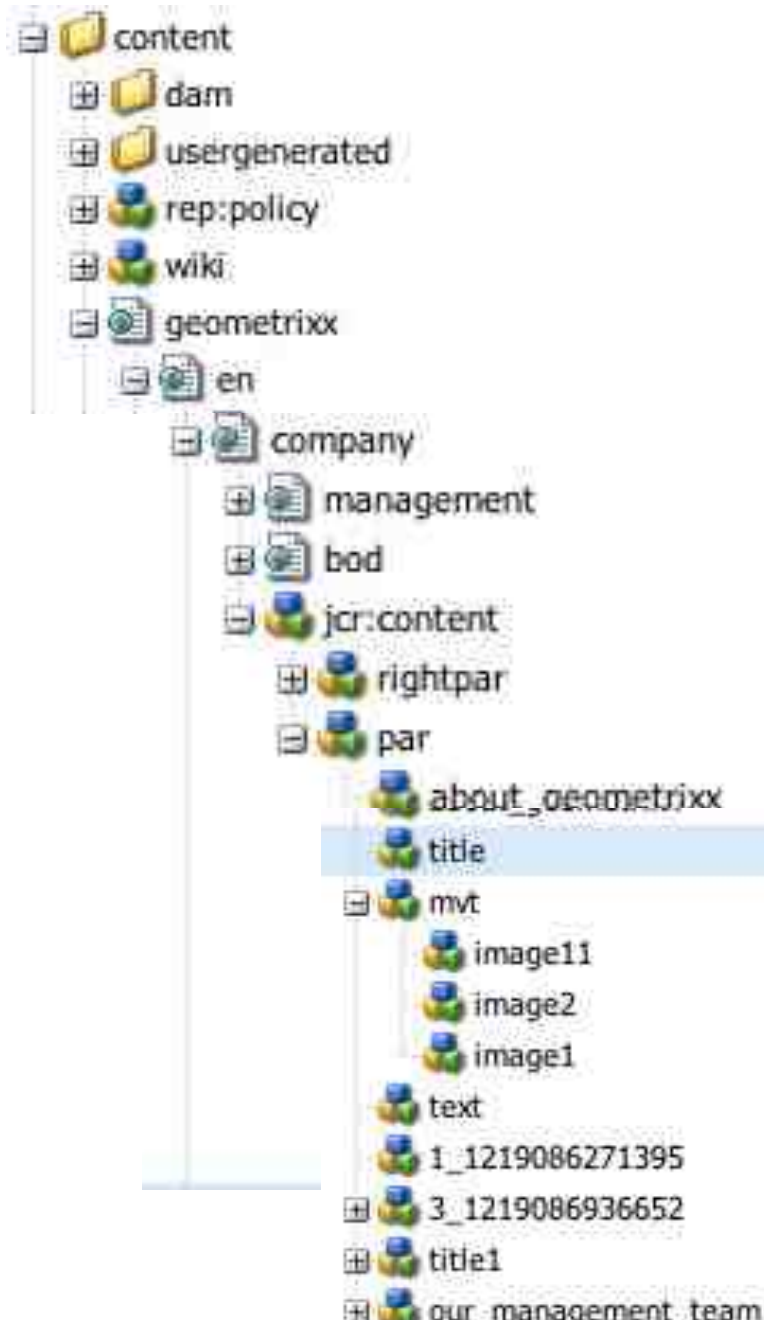 content
dam
usergenerated
rep:policy
wiki
geometrixx
en
company
management
bod
jcr:content
rightpar
par
about_geometrixx
title
mvt
image11
image2
image1
text
1_1219086271395
3_1219086936652
title1
our_management_team